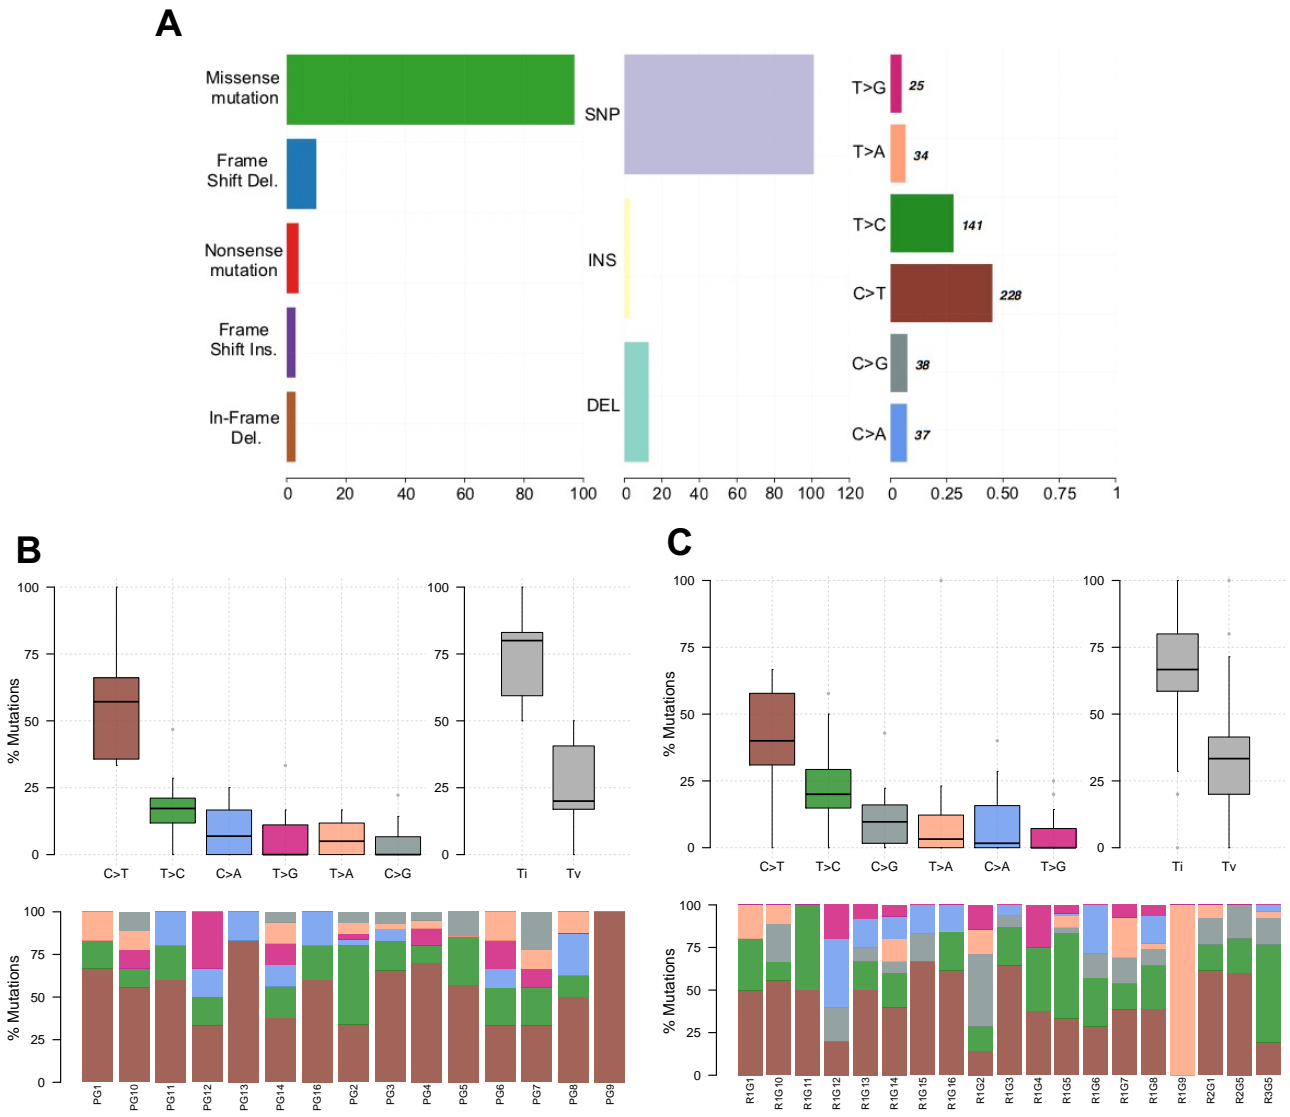 A
Missense
mutation
Frame
Shift Del.
Nonsense
mutation
Frame
Shift Ins.
In-Frame
Del.
0 20 40 60 80 100
SNP
INS
DEL
0 20 40 60 80 100 120
T>G 25
T>A 34
T>C 141
C>T 228
C>G 38
C>A 37
0 0.25 0.50 0.75 1
B
% Mutations
100
75
50
25
0
C>T T>C C>A T>G T>A C>G
100
75
50
25
0
Ti Tv
% Mutations
100
75
50
25
0
PG1 PG10 PG11 PG12 PG13 PG14 PG16 PG2 PG3 PG4 PG5 PG6 PG7 PG8 PG9
C
% Mutations
100
75
50
25
0
C>T T>C C>G T>A C>A T>G
100
75
50
25
0
Ti Tv
% Mutations
100
75
50
25
0
R1G1 R1G10 R1G11 R1G12 R1G13 R1G14 R1G15 R1G16 R1G2 R1G3 R1G4 R1G5 R1G6 R1G7 R1G8 R1G9 R2G1 R2G5 R3G5